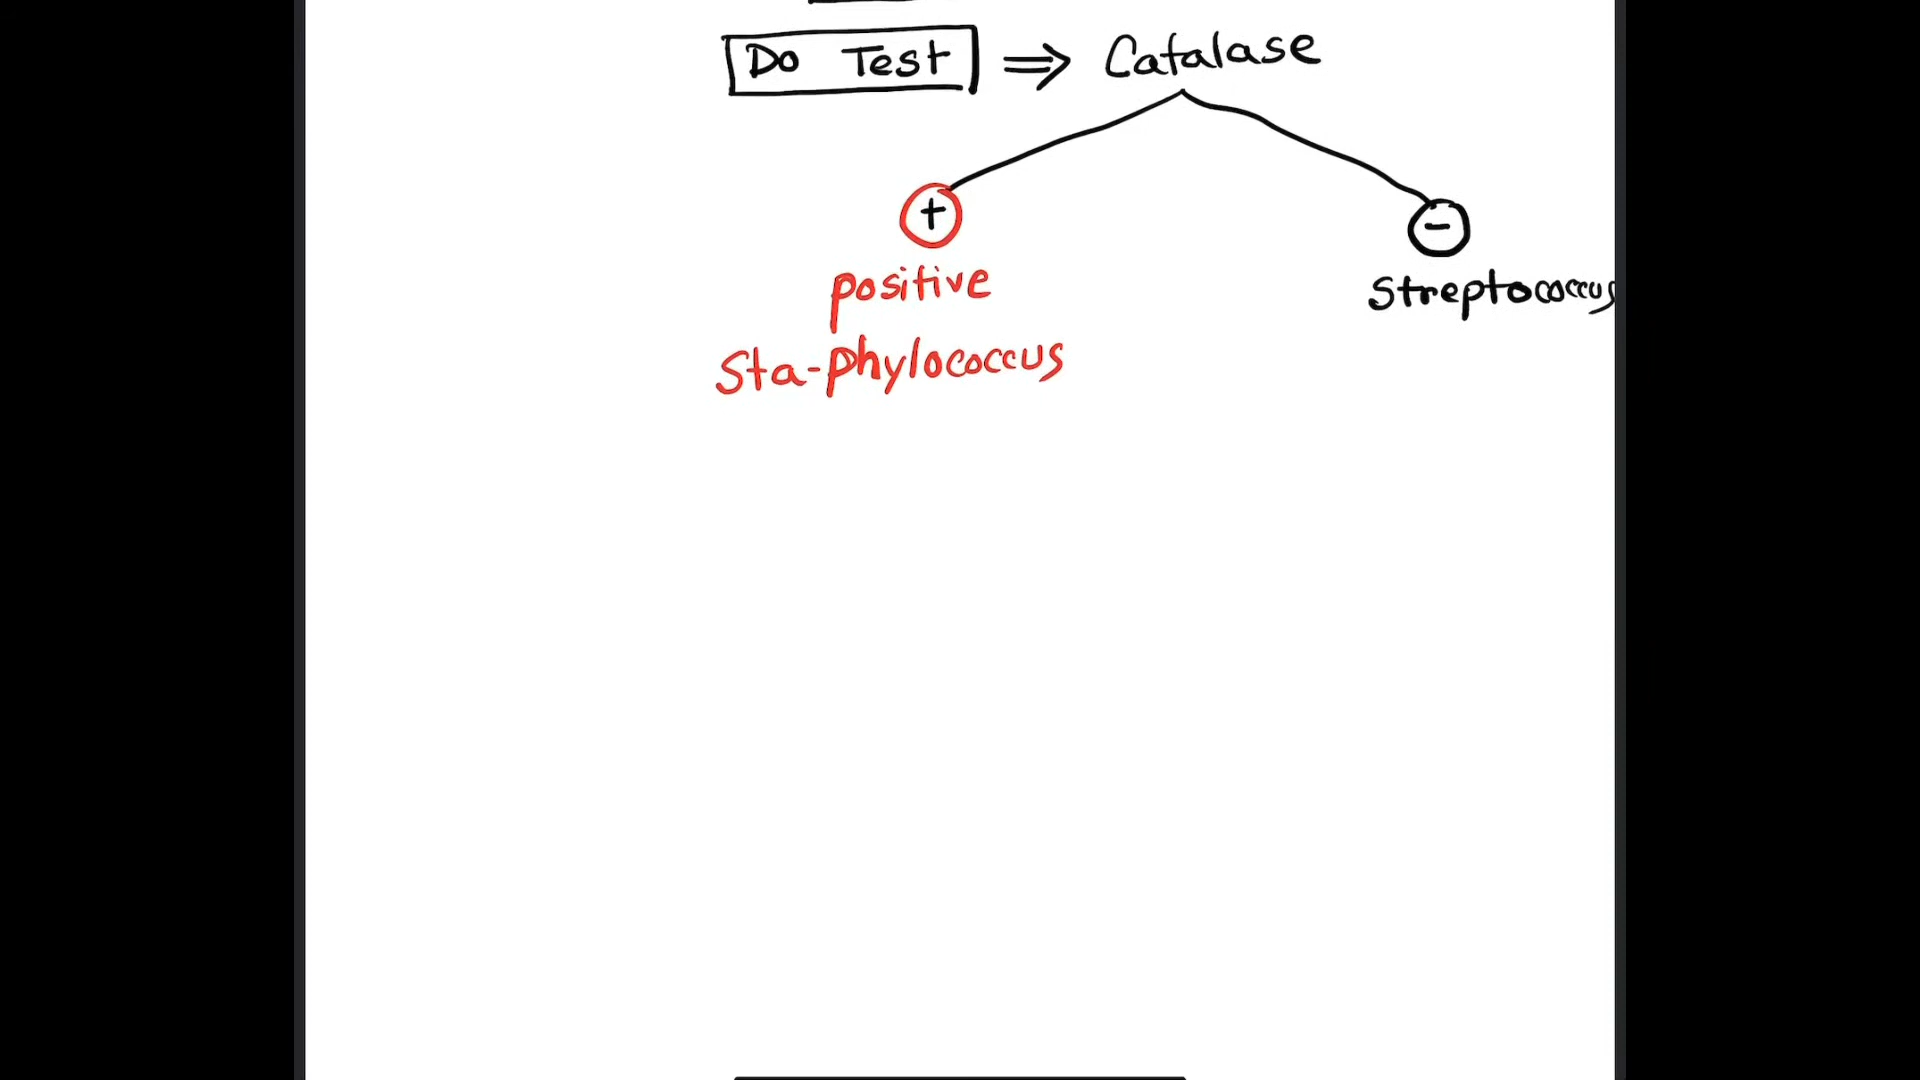 Do Test ⇒ Catalase
+
-
positive
Streptococcus
Sta-phylococcus